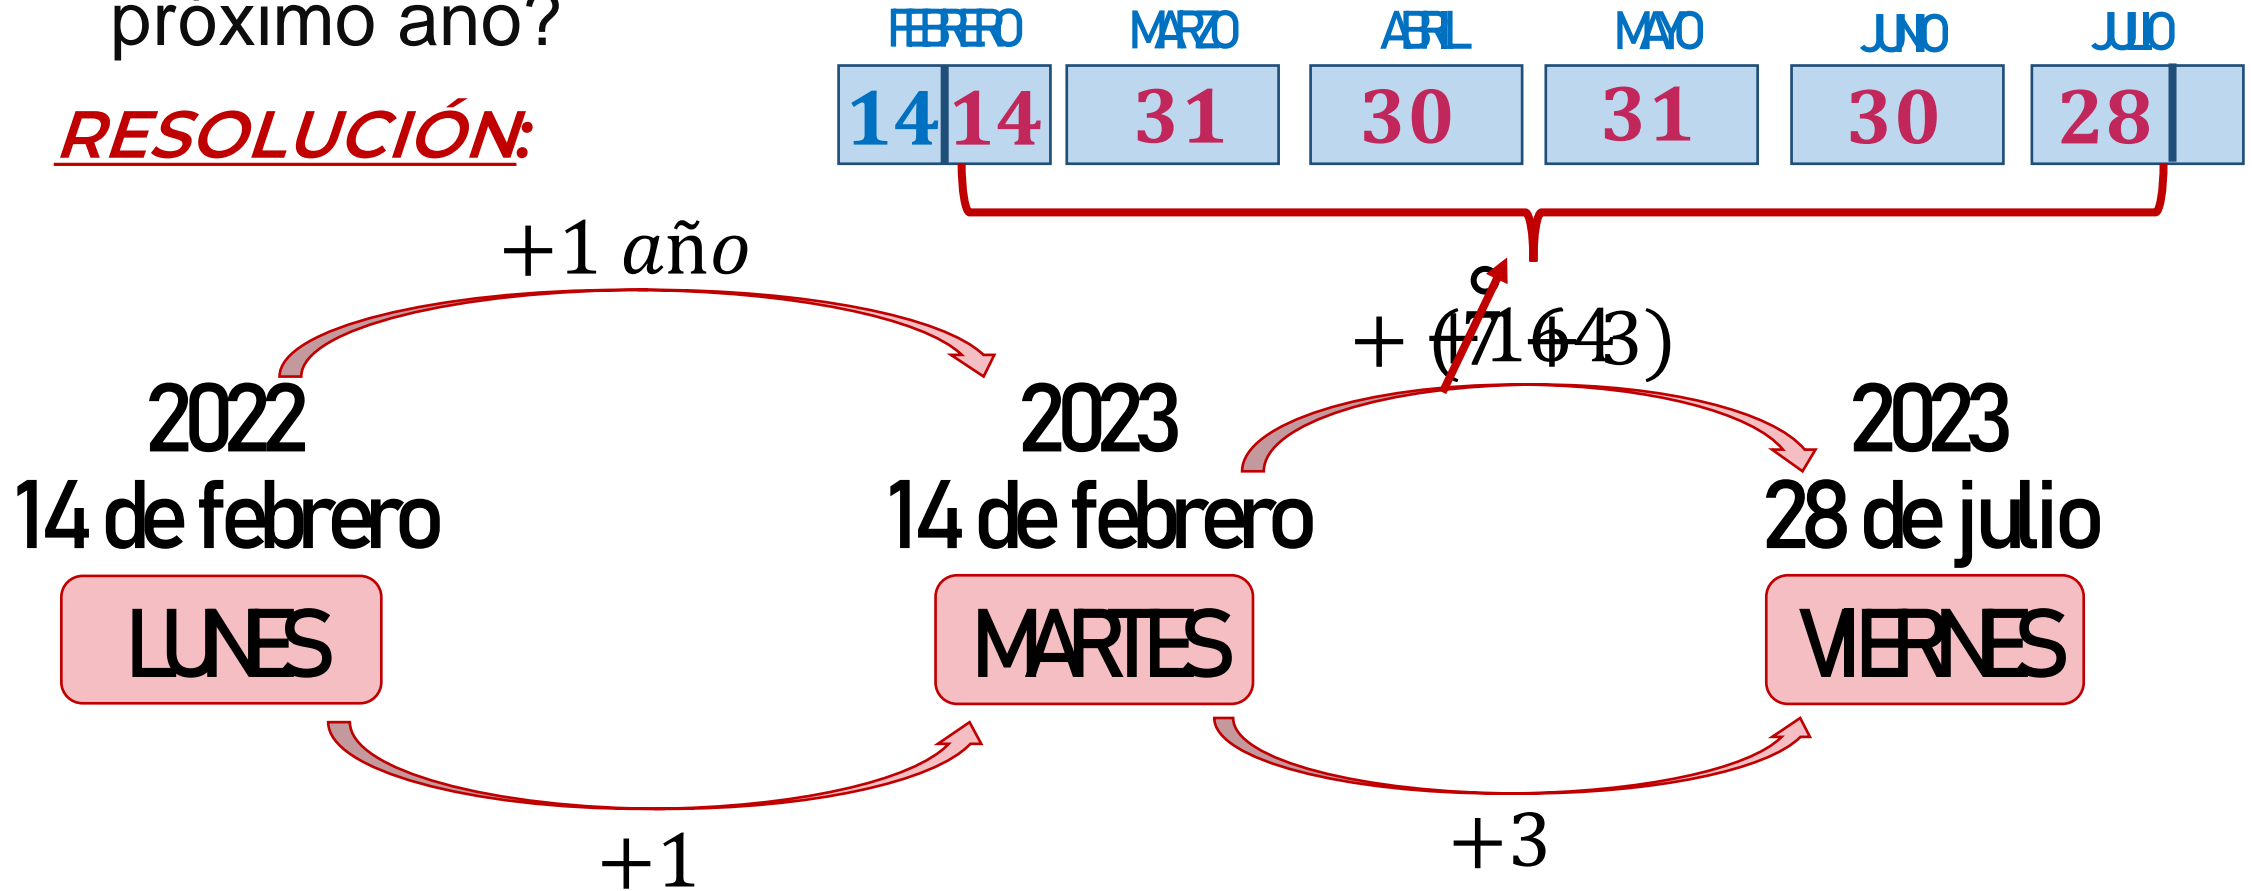 próximo año?
RESOLUCIÓN:
FEBRERO MARZO ABRIL MAYO JUNIO JULIO
14 14 31 30 31 30 28
+1 año
2022
14 de febrero
LUNES
2023
14 de febrero
MARTES
2023
28 de julio
VIERNES
+1
+3